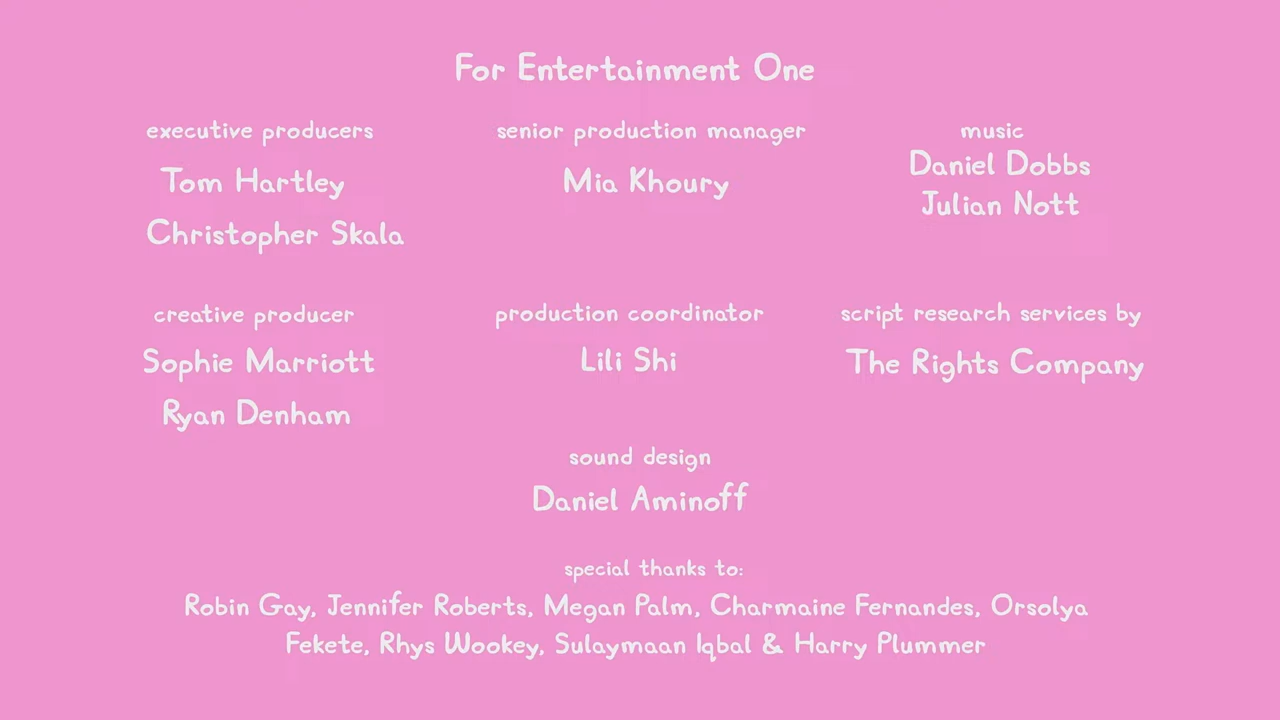 For Entertainment One
executive producers
Tom Hartley
Christopher Skala
senior production manager
Mia Khoury
music
Daniel Dobbs
Julian Nott
creative producer
Sophie Marriott
Ryan Denham
production coordinator
Lili Shi
script research services by
The Rights Company
sound design
Daniel Aminoff
special thanks to:
Robin Gay, Jennifer Roberts, Megan Palm, Charmaine Fernandes, Orsolya
Fekete, Rhys Wookey, Sulaymaan Iqbal & Harry Plummer